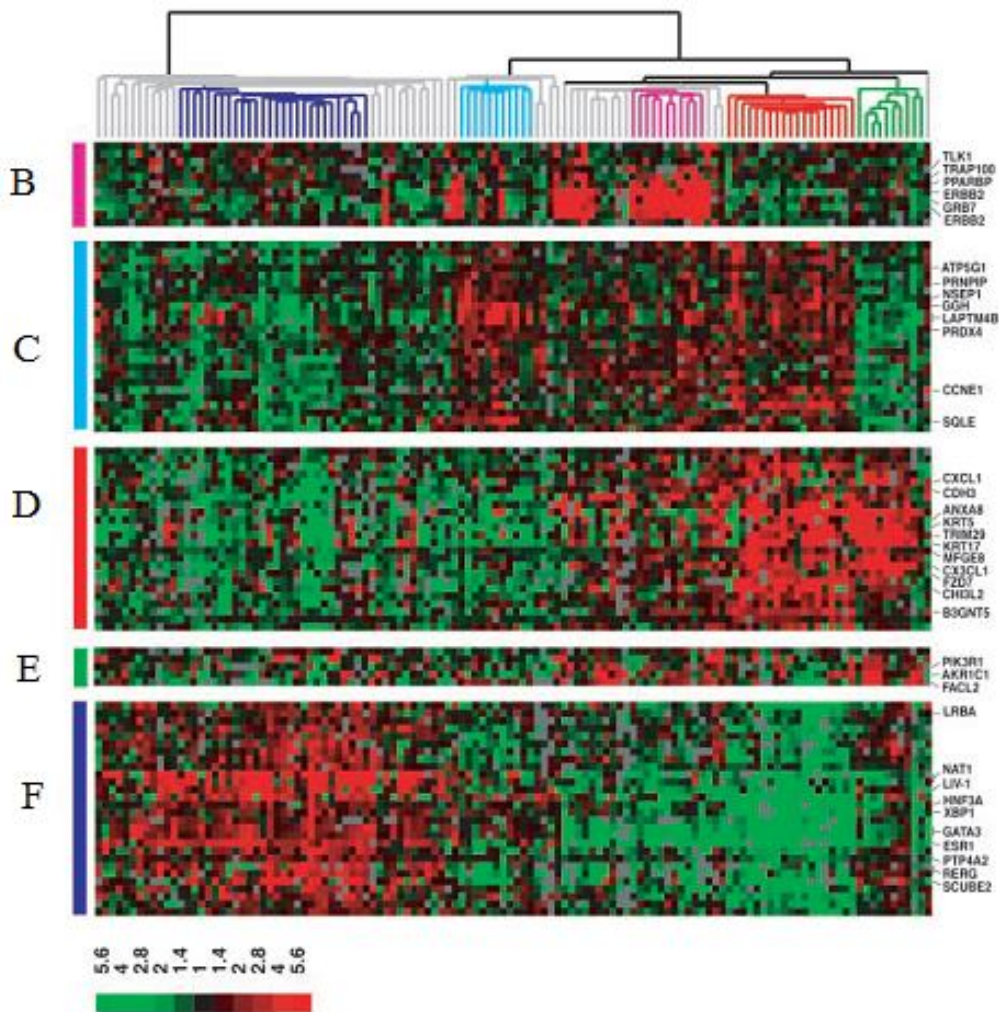 B
TLK1
TRAP100
PPARBP
ERBB2
GRB7
ERBB2
C
ATP5G1
PRNPIP
NSEP1
GGH
LAPTM4B
PRDX4
CCNE1
SQLE
D
CXCL1
CDH3
ANXA8
KRT5
TRIM29
KRT17
MFGE8
CX3CL1
FZD7
CHI3L2
B3GNT5
E
PIK3R1
AKR1C1
FACL2
F
LRBA
NAT1
LIV-1
HNF3A
XBP1
GATA3
ESR1
PTP4A2
RERG
SCUBE2
5.6
4
2.8
2
1.4
1
1.4
2
2.8
4
5.6